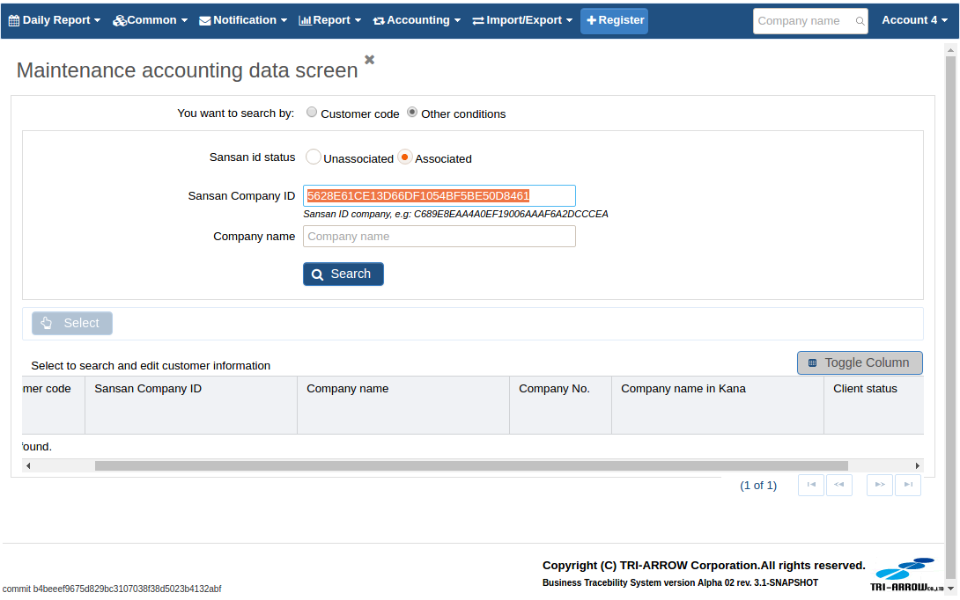 Daily Report Common Notification Report Accounting Import/Export Register Company name Account 4
Maintenance accounting data screen
You want to search by: Customer code Other conditions
Sansan id status Unassociated Associated
Sansan Company ID 5628E61CE13D66DF1054BF5BE50D8461
Sansan ID company, e.g: C689E8EAA4A0EF19006AAAF6A2DCCCEA
Company name Company name
Search
Select
Select to search and edit customer information Toggle Column
mer code Sansan Company ID Company name Company No. Company name in Kana Client status
found.
(1 of 1)
Copyright (C) TRI-ARROW Corporation.All rights reserved.
Business Tracebility System version Alpha 02 rev. 3.1-SNAPSHOT
TRI-ARROW CO.,LTD
commit b4beeef9675d829bc3107038f38d5023b4132abf